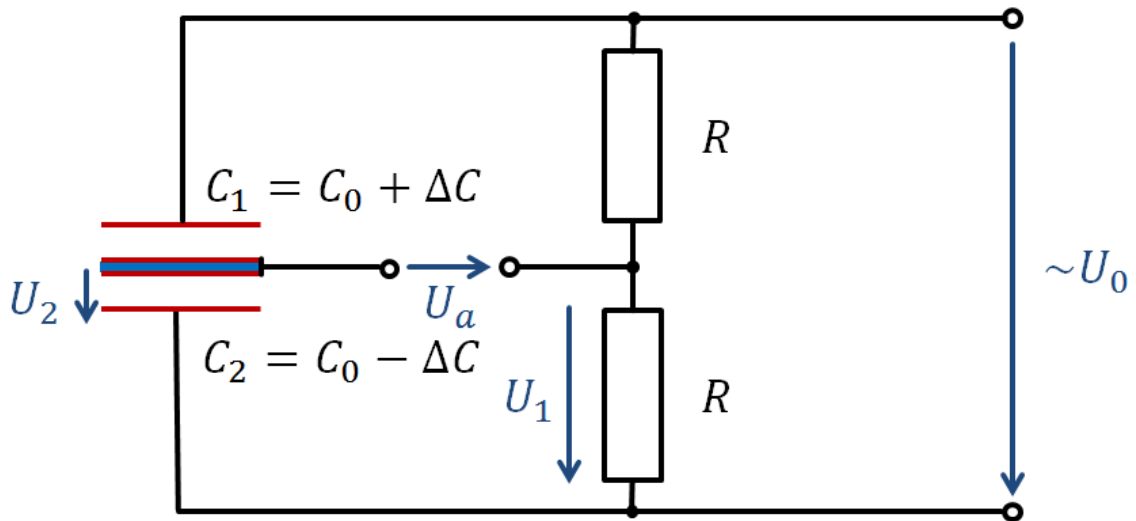 R
C₁ = C₀ + ΔC
~U₀
U₂
Uₐ
C₂ = C₀ − ΔC
U₁
R